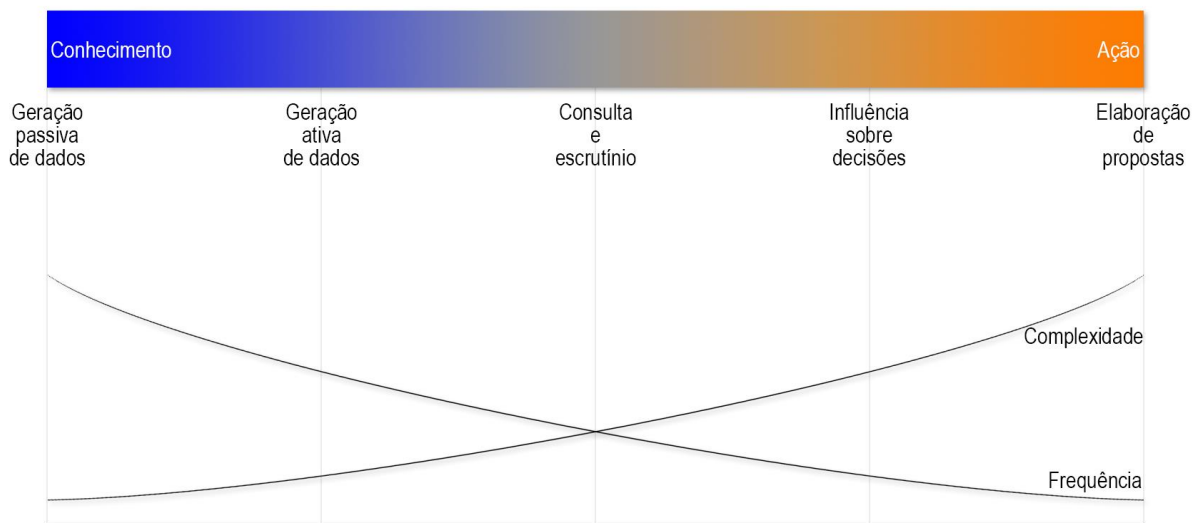 Conhecimento
Ação
Geração
passiva
de dados
Geração
ativa
de dados
Consulta
e
escrutínio
Influência
sobre
decisões
Elaboração
de
propostas
Complexidade
Frequência